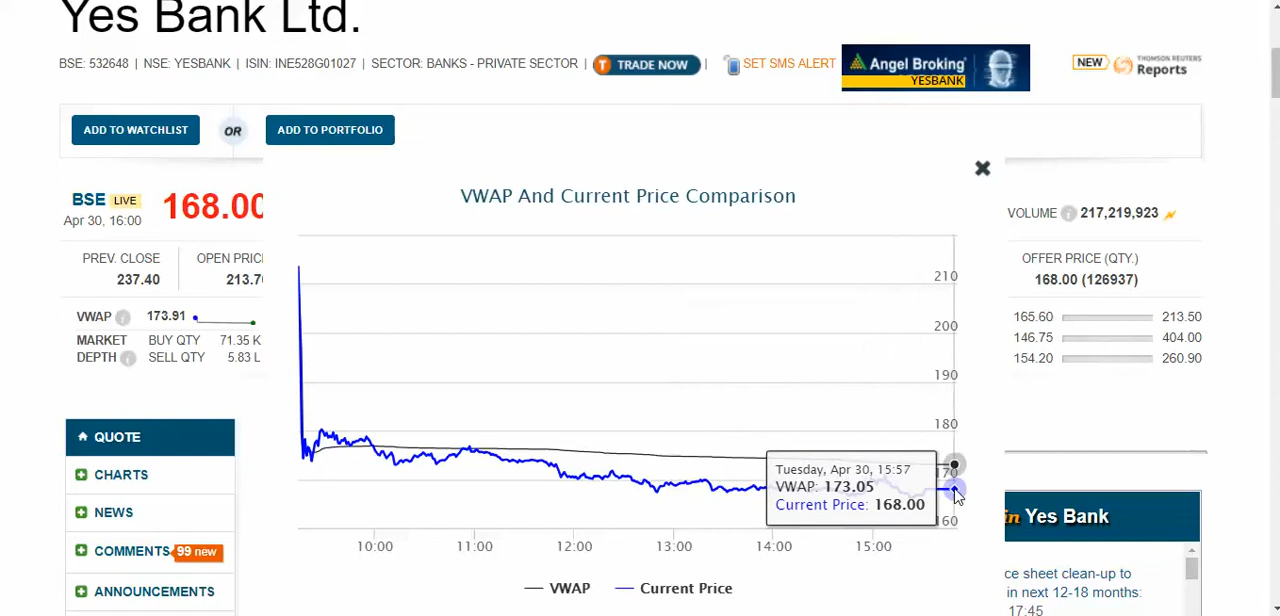 Yes Bank Ltd.
BSE: 532648 | NSE: YESBANK | ISIN: INE528G01027 | SECTOR: BANKS - PRIVATE SECTOR | T TRADE NOW | SET SMS ALERT
Angel Broking
YESBANK
NEW THOMSON REUTERS
Reports
ADD TO WATCHLIST OR ADD TO PORTFOLIO
VWAP And Current Price Comparison
BSE LIVE 168.00
Apr 30, 16:00
VOLUME i 217,219,923
PREV. CLOSE OPEN PRIC
237.40 213.70
OFFER PRICE (QTY.)
168.00 (126937)
VWAP i 173.91
MARKET BUY QTY 71.35 K
DEPTH i SELL QTY 5.83 L
165.60 213.50
146.75 404.00
154.20 260.90
210
200
190
180
170
160
Tuesday, Apr 30, 15:57
VWAP: 173.05
Current Price: 168.00
10:00 11:00 12:00 13:00 14:00 15:00
VWAP Current Price
QUOTE
CHARTS
NEWS
COMMENTS 99 new
ANNOUNCEMENTS
in Yes Bank
ce sheet clean-up to
in next 12-18 months:
17:45